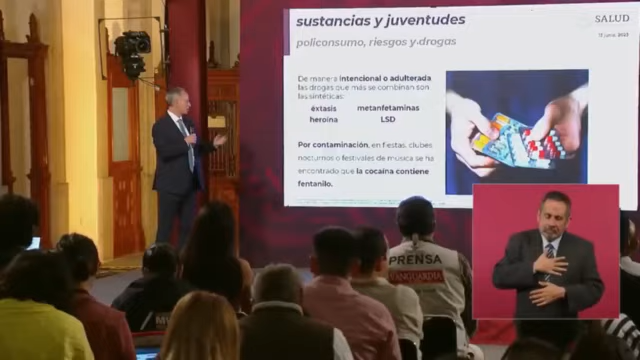 sustancias y juventudes
policonsumo, riesgos y drogas
SALUD
De manera intencional o adulterada,
las drogas que más se combinan son
las sintéticas:
éxtasis metanfetaminas
heroína LSD
Por contaminación, en fiestas, clubes
nocturnos o festivales de música se ha
encontrado que la cocaína contiene
fentanilo.
PRENSA
VANGUARDIA